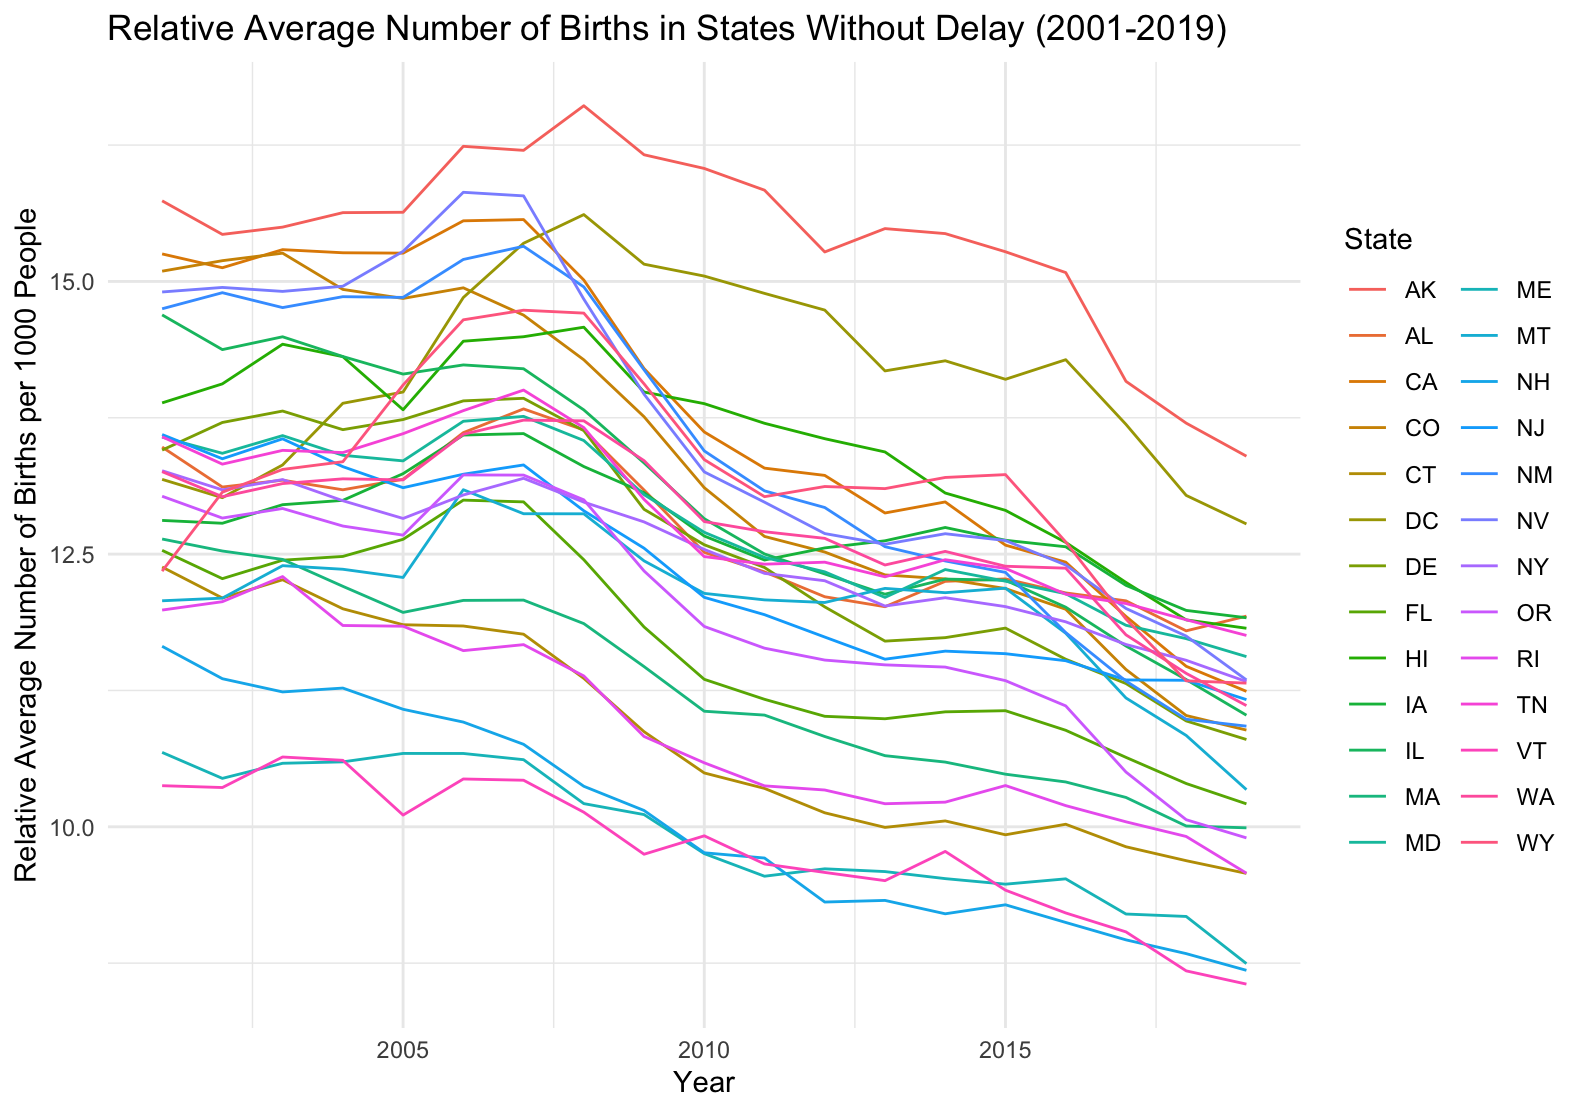 Relative Average Number of Births in States Without Delay (2001-2019)
Relative Average Number of Births per 1000 People
15.0
12.5
10.0
2005
2010
2015
Year
State
AK
AL
CA
CO
CT
DC
DE
FL
HI
IA
IL
MA
MD
ME
MT
NH
NJ
NM
NV
NY
OR
RI
TN
VT
WA
WY